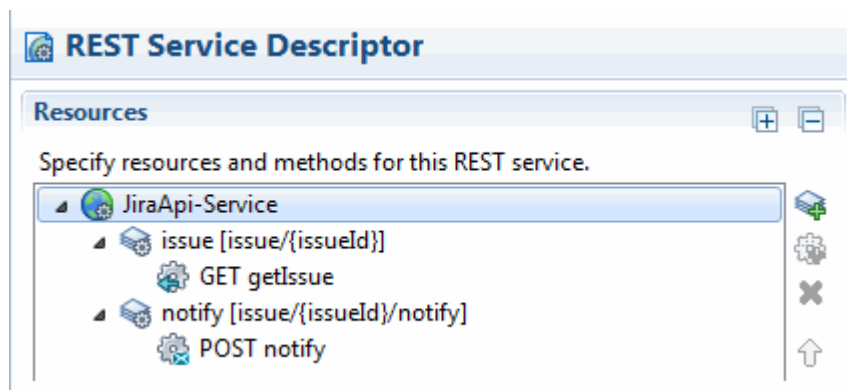 REST Service Descriptor
Resources
Specify resources and methods for this REST service.
JiraApi-Service
issue [issue/{issueId}]
GET getIssue
notify [issue/{issueId}/notify]
POST notify